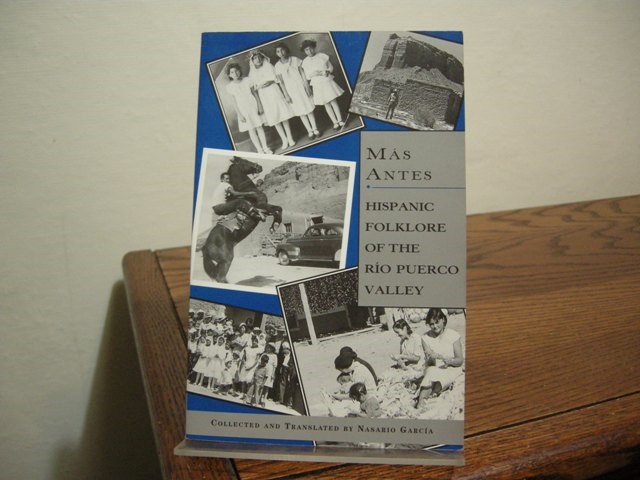 MÁS
ANTES
HISPANIC
FOLKLORE
OF THE
RÍO PUERCO
VALLEY
COLLECTED AND TRANSLATED BY NASARIO GARCÍA